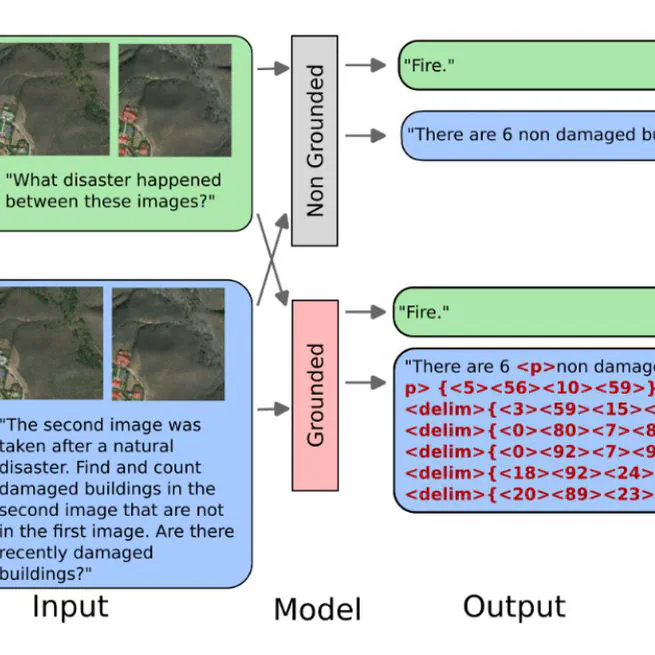 "What disaster happened
between these images?"
Non Grounded
"Fire."
"There are 6 non damaged
"The second image was
taken after a natural
disaster. Find and count
damaged buildings in the
second image that are not
in the first image. Are there
recently damaged
buildings?"
Grounded
"Fire."
"There are 6 <p>non
p> {<5><56><10><59>}
<delim>{<3><59><15><
<delim>{<0><80><7><8
<delim>{<0><92><7><9
<delim>{<18><92><24>
<delim>{<20><89><23>
Input
Model
Output